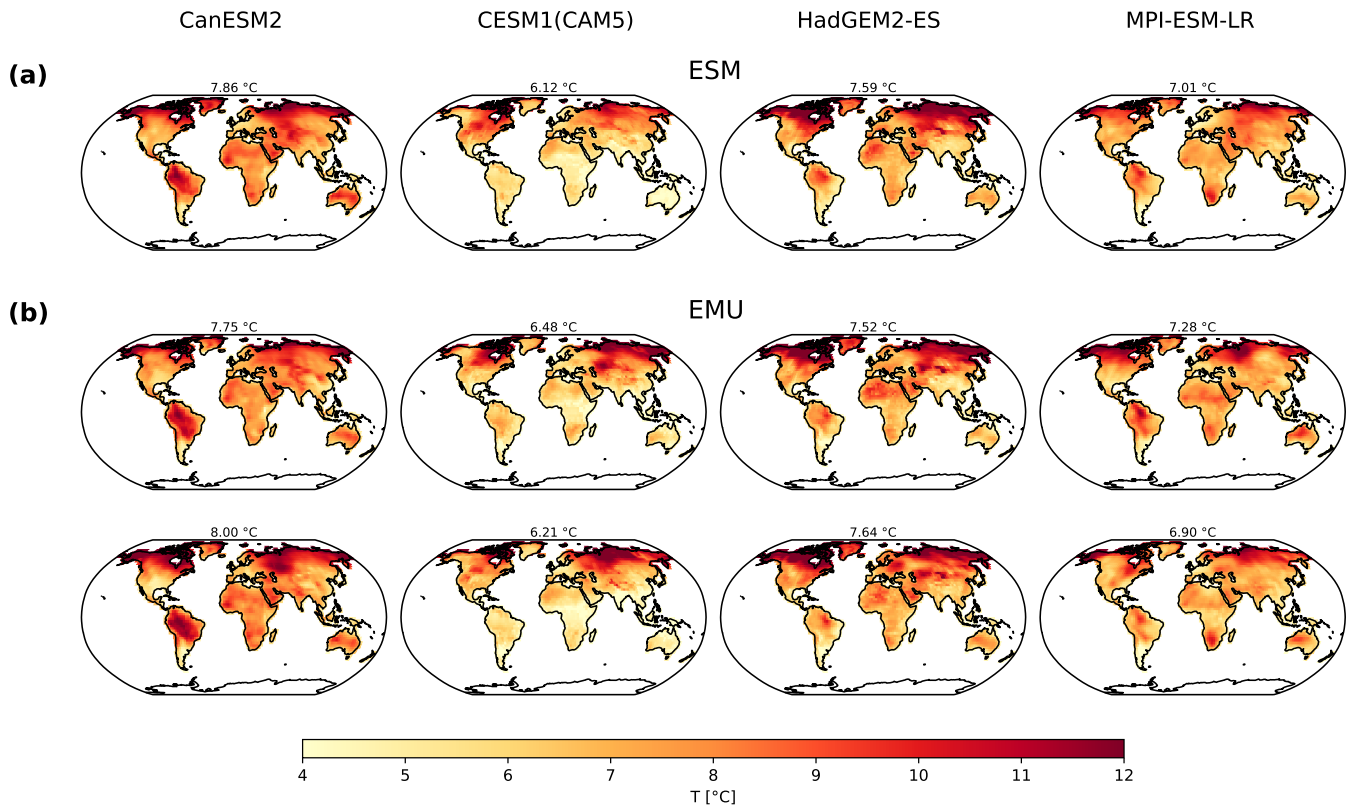 CanESM2 CESM1(CAM5) HadGEM2-ES MPI-ESM-LR
(a) ESM
7.86 °C 6.12 °C 7.59 °C 7.01 °C
(b) EMU
7.75 °C 6.48 °C 7.52 °C 7.28 °C
8.00 °C 6.21 °C 7.64 °C 6.90 °C
4 5 6 7 8 9 10 11 12
T [°C]